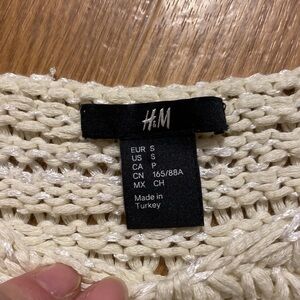 H&M
EUR S
US S
CA P
CN 165/88A
MX CH
Made in
Turkey